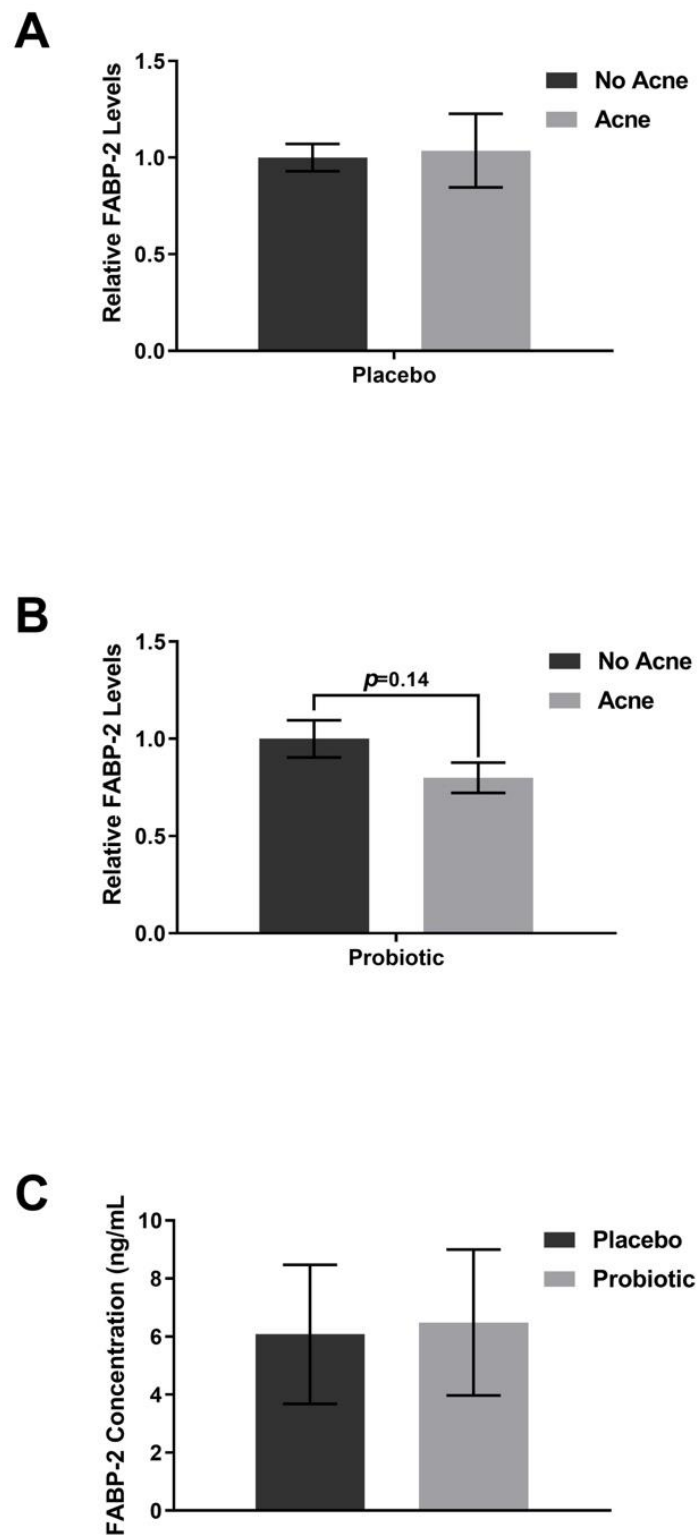 A
Relative FABP-2 Levels
1.5
1.0
0.5
0.0
Placebo
No Acne
Acne
B
Relative FABP-2 Levels
1.5
1.0
0.5
0.0
p=0.14
Probiotic
No Acne
Acne
C
FABP-2 Concentration (ng/mL
10
8
6
4
2
0
Placebo
Probiotic